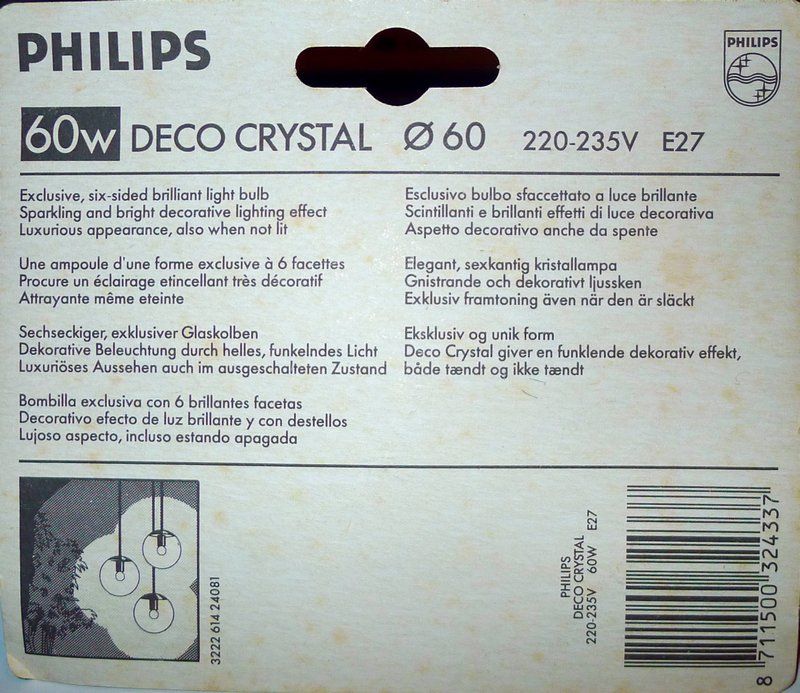 PHILIPS
PHILIPS
60w DECO CRYSTAL Ø 60 220-235V E27
Exclusive, six-sided brilliant light bulb
Sparkling and bright decorative lighting effect
Luxurious appearance, also when not lit
Une ampoule d'une forme exclusive à 6 facettes
Procure un éclairage etincellant très décoratif
Attrayante même eteinte
Sechseckiger, exklusiver Glaskolben
Dekorative Beleuchtung durch helles, funkelndes Licht
Luxuriöses Aussehen auch im ausgeschalteten Zustand
Bombilla exclusiva con 6 brillantes facetas
Decorativo efecto de luz brillante y con destellos
Lujoso aspecto, incluso estando apagada
Esclusivo bulbo sfaccettato a luce brillante
Scintillanti e brillanti effetti di luce decorativa
Aspetto decorativo anche da spente
Elegant, sexkantig kristallampa
Gnistrande och dekorativt ljussken
Exklusiv framtoning även när den är släckt
Eksklusiv og unik form
Deco Crystal giver en funklende dekorativ effekt,
både tændt og ikke tændt
3222 614 24081
PHILIPS
DECO CRYSTAL
220-235V 60W E27
8 711500 324337